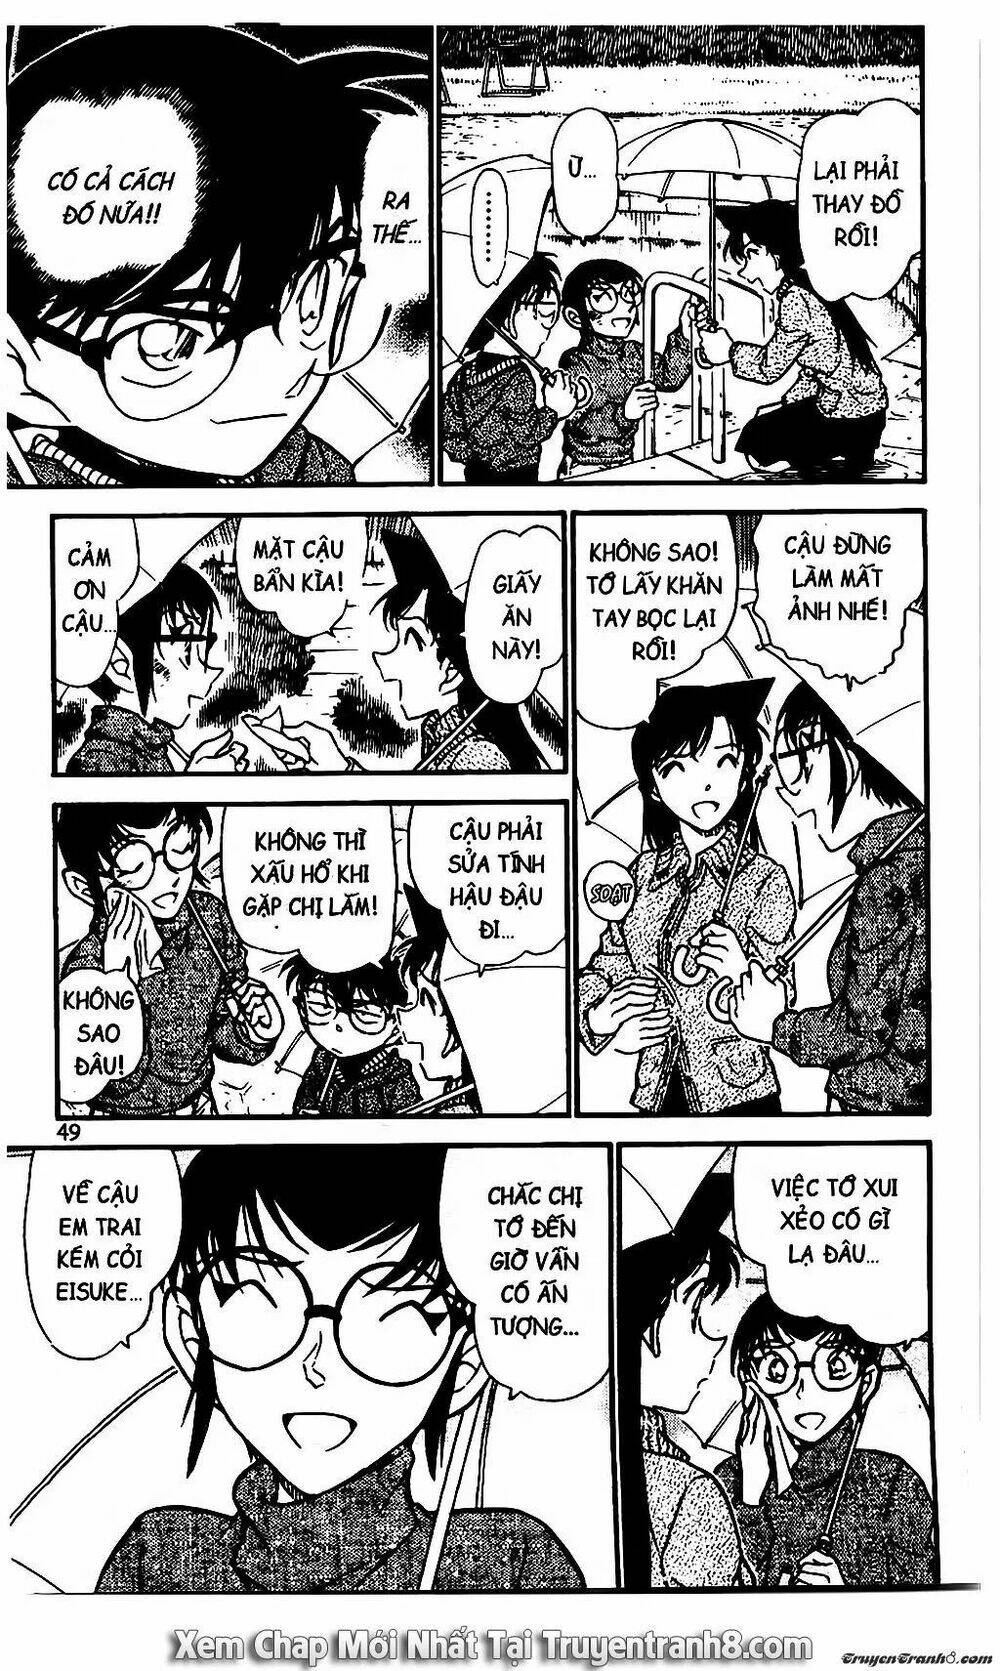 LẠI PHẢI
THAY ĐỒ
RỒI!
Ừ...
........
CÓ CẢ CÁCH
ĐÓ NỮA!!
RA
THẾ...
CẬU ĐỪNG
LÀM MẤT
ẢNH NHÉ!
KHÔNG SAO!
TỚ LẤY KHĂN
TAY BỌC LẠI
RỒI!
SOẠT
GIẤY
ĂN
NÀY!
MẶT CẬU
BẨN KÌA!
CẢM
ƠN
CẬU...
CẬU PHẢI
SỬA TÍNH
HẬU ĐẬU
ĐI...
KHÔNG THÌ
XẤU HỔ KHI
GẶP CHỊ LẮM!
KHÔNG
SAO
ĐÂU!
49
VIỆC TỚ XUI
XẺO CÓ GÌ
LẠ ĐÂU...
CHẮC CHỊ
TỚ ĐẾN
GIỜ VẪN
CÓ ẤN
TƯỢNG...
VỀ CẬU
EM TRAI
KÉM CỎI
EISUKE...
Xem Chap Mới Nhất Tại Truyentranh8.com
TruyenTranh8.com